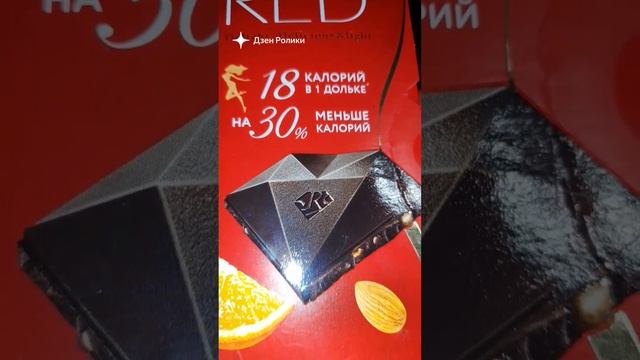 RED
Дзен Ролики
18 КАЛОРИЙ
В 1 ДОЛЬКЕ*
НА 30% МЕНЬШЕ
КАЛОРИЙ